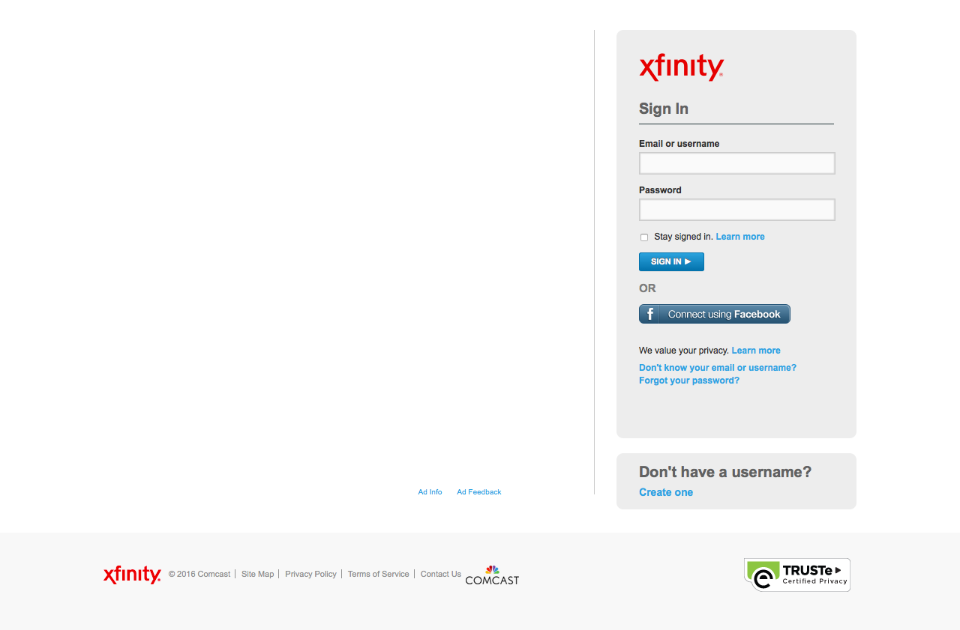 xfinity
Sign In
Email or username
Password
Stay signed in. Learn more
SIGN IN ▶
OR
f Connect using Facebook
We value your privacy. Learn more
Don't know your email or username?
Forgot your password?
Don't have a username?
Create one
Ad Info Ad Feedback
xfinity © 2016 Comcast | Site Map | Privacy Policy | Terms of Service | Contact Us COMCAST
e TRUSTe ▶
Certified Privacy